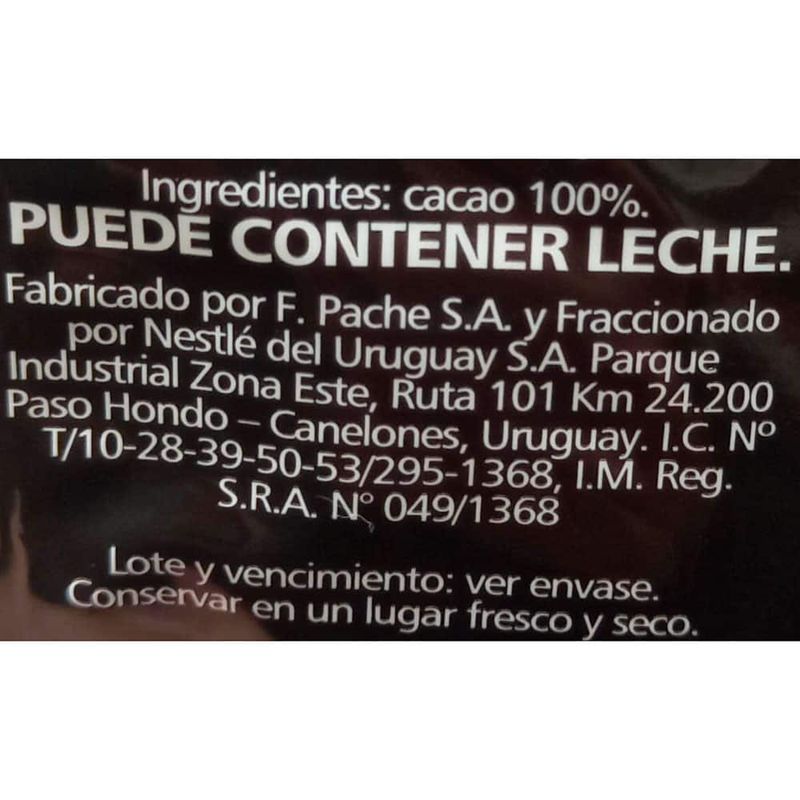 Ingredientes: cacao 100%.
PUEDE CONTENER LECHE.
Fabricado por F. Pache S.A. y Fraccionado
por Nestlé del Uruguay S.A. Parque
Industrial Zona Este, Ruta 101 Km 24.200
Paso Hondo – Canelones, Uruguay. I.C. Nº
T/10-28-39-50-53/295-1368, I.M. Reg.
S.R.A. N° 049/1368
Lote y vencimiento: ver envase.
Conservar en un lugar fresco y seco.